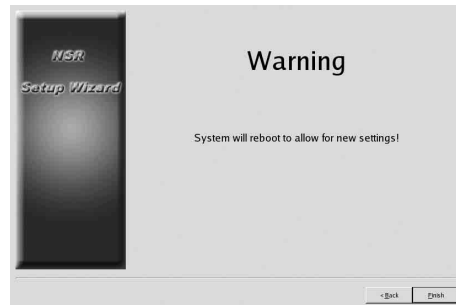 NSR
Setup Wizard
Warning
System will reboot to allow for new settings!
< Back
Finish